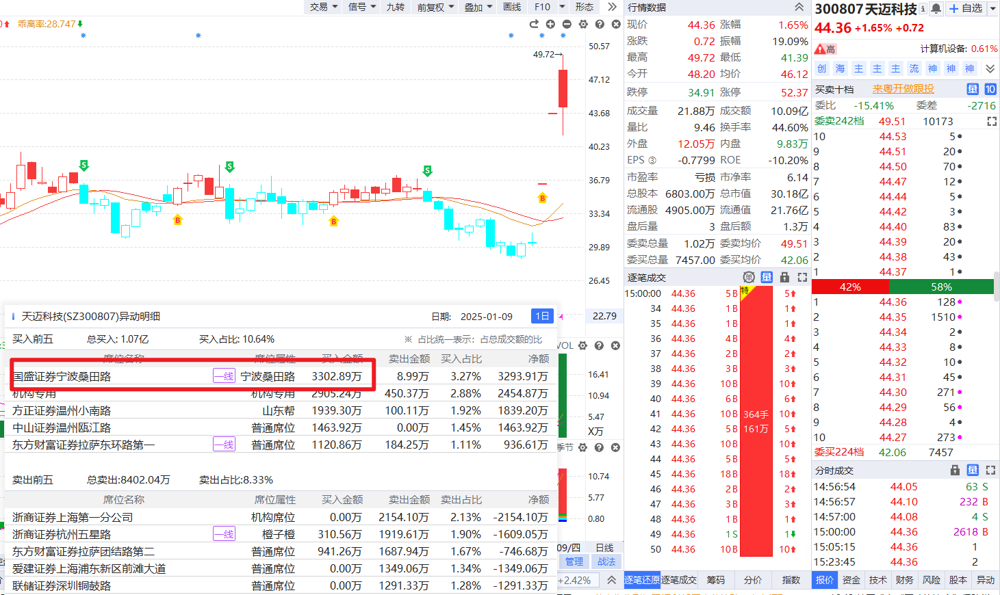 交易 信号 九转 前复权 叠加 画线 F10 形态
乖离率:28.747
49.72
50.57
47.12
43.68
40.23
36.79
33.34
29.89
26.45
22.79
S
S
S
B
B
B
天迈科技(SZ300807)异动明细 日期: 2025-01-09 1日
买入前五 总买入: 1.07亿 买入占比: 10.64% ※ 占比统一表示: 占总成交额的比
席位名称 席位属性 买入金额 卖出金额 买入占比 净额
国盛证券宁波桑田路 一线 宁波桑田路 3302.89万 8.99万 3.27% 3293.91万
机构专用 机构专用 2905.24万 450.37万 2.88% 2454.87万
方正证券温州小南路 山东帮 1939.30万 100.11万 1.92% 1839.20万
中山证券温州瓯江路 普通席位 1463.92万 0.00万 1.45% 1463.92万
东方财富证券拉萨东环路第一 一线 普通席位 1120.86万 184.25万 1.11% 936.61万
卖出前五 总卖出:8402.04万 卖出占比:8.33%
席位名称 席位属性 买入金额 卖出金额 卖出占比 净额
浙商证券上海第一分公司 机构席位 0.00万 2154.10万 2.13% -2154.10万
浙商证券杭州五星路 一线 橙子橙 310.56万 1919.61万 1.90% -1609.05万
东方财富证券拉萨团结路第二 普通席位 941.26万 1687.94万 1.67% -746.68万
爱建证券上海浦东新区前滩大道 普通席位 0.00万 1349.06万 1.34% -1349.06万
联储证券深圳铜鼓路 普通席位 0.00万 1291.33万 1.28% -1291.33万
VOL
16.41
10.94
5.47
X万
季节
10.74
5.77
0.80
09/四 日线
管理 战法
+2.42%
行情数据
现价 44.36 涨幅 1.65%
涨跌 0.72 振幅 19.09%
最高 49.72 最低 41.39
今开 48.20 均价 46.12
跌停 34.91 涨停 52.37
成交量 21.88万 成交额 10.09亿
量比 9.46 换手率 44.60%
外盘 12.05万 内盘 9.83万
EPS ③ -0.7799 ROE -10.20%
市盈率 亏损 市净率 6.14
总股本 6803.00万 总市值 30.18亿
流通股 4905.00万 流通值 21.76亿
盘后量 3 盘后额 1.3万
委卖总量 1.02万 委卖均价 49.51
委买总量 7457.00 委买均价 42.06
逐笔成交 单 量
15:00:00 44.36 5 B 5
34 44.36 1 B 1
35 44.36 1 B 1
36 44.36 4 B 4
37 44.36 2 B 2
38 44.36 3 B 3
39 44.36 10 B 10
40 44.36 6 B 6
41 44.36 10 B 10
42 44.36 5 B 5
43 44.36 10 B 10
44 44.36 5 B 5
45 44.36 18 B 18
46 44.36 2 B 2
47 44.36 3 B 3
48 44.36 1 B 1
49 44.36 1 S 1
50 44.36 10 B 10
特
364手
161万
逐笔还原 逐笔成交 筹码 分价 指数
300807 天迈科技 自选
44.36 +1.65% +0.72
高 计算机设备: 0.61%
创 海 主 主 主 流 神 神 神
买卖十档 来粤开做跟投 量 10
委比 -15.41% 委差 -2716
委卖242档 49.51 10173
10 44.53 5
9 44.51 20
8 44.50 70
7 44.47 12
6 44.44 5
5 44.42 3
4 44.40 83
3 44.39 20
2 44.38 43
1 44.37 1
42% 58%
1 44.36 128
2 44.35 1510
3 44.34 2
4 44.33 8
5 44.32 10
6 44.31 45
7 44.30 271
8 44.29 56
9 44.28 4
10 44.27 273
委买224档 42.06 7457
分时成交 量
14:56:54 44.05 63 S
14:56:57 44.10 232 B
14:57:00 44.08 4 S
15:00:00 44.36 2618 B
15:05:15 44.36 1
15:23:45 44.36 2
报价 资金 技术 财务 风险 股本 异动